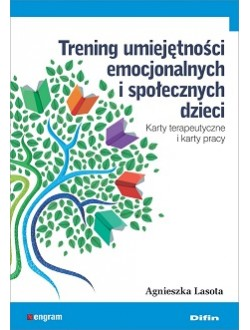 Trening umiejętności
emocjonalnych
i społecznych
dzieci
Karty terapeutyczne
i karty pracy
Agnieszka Lasota
engram
Difin